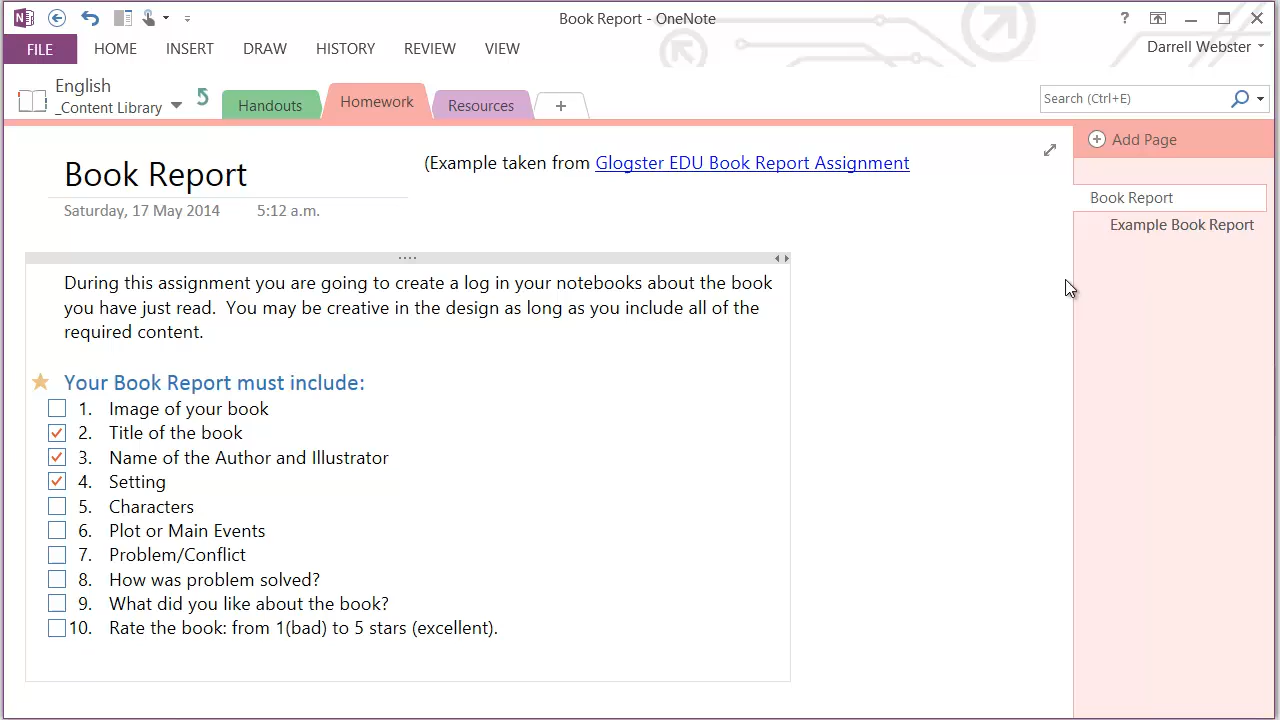 Book Report - OneNote
?
FILE HOME INSERT DRAW HISTORY REVIEW VIEW
Darrell Webster
English
_Content Library
Handouts
Homework
Resources
+
Search (Ctrl+E)
Book Report
(Example taken from Glogster EDU Book Report Assignment
Saturday, 17 May 2014 5:12 a.m.
Add Page
Book Report
Example Book Report
During this assignment you are going to create a log in your notebooks about the book
you have just read. You may be creative in the design as long as you include all of the
required content.
Your Book Report must include:
1. Image of your book
2. Title of the book
3. Name of the Author and Illustrator
4. Setting
5. Characters
6. Plot or Main Events
7. Problem/Conflict
8. How was problem solved?
9. What did you like about the book?
10. Rate the book: from 1(bad) to 5 stars (excellent).